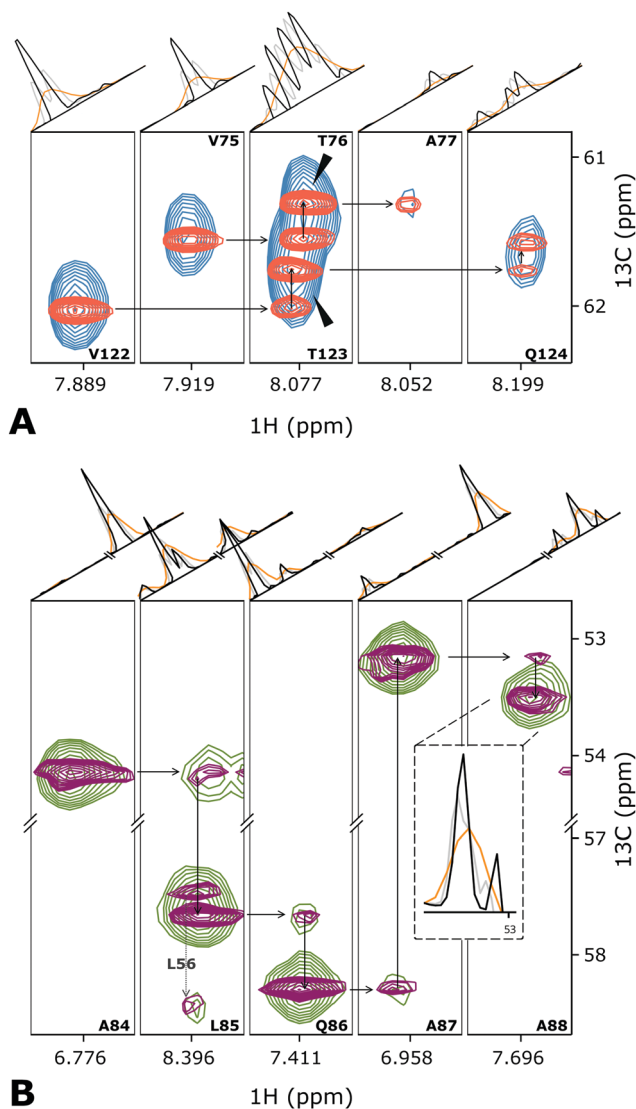 V75 T76 A77
61
62
13C (ppm)
V122 T123 Q124
7.889 7.919 8.077 8.052 8.199
A
1H (ppm)
53
54
57
58
13C (ppm)
53
L56
A84 L85 Q86 A87 A88
6.776 8.396 7.411 6.958 7.696
B
1H (ppm)